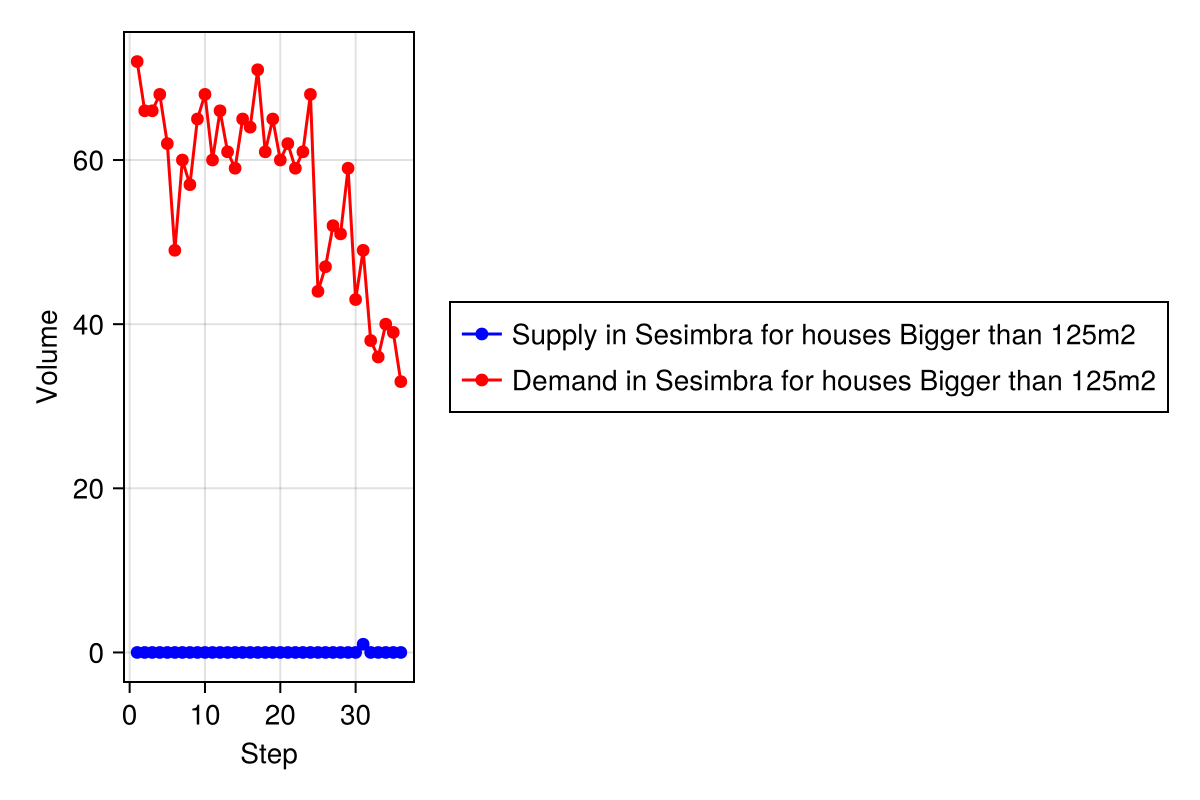 60
40
20
0
Volume
0 10 20 30
Step
Supply in Sesimbra for houses Bigger than 125m2
Demand in Sesimbra for houses Bigger than 125m2